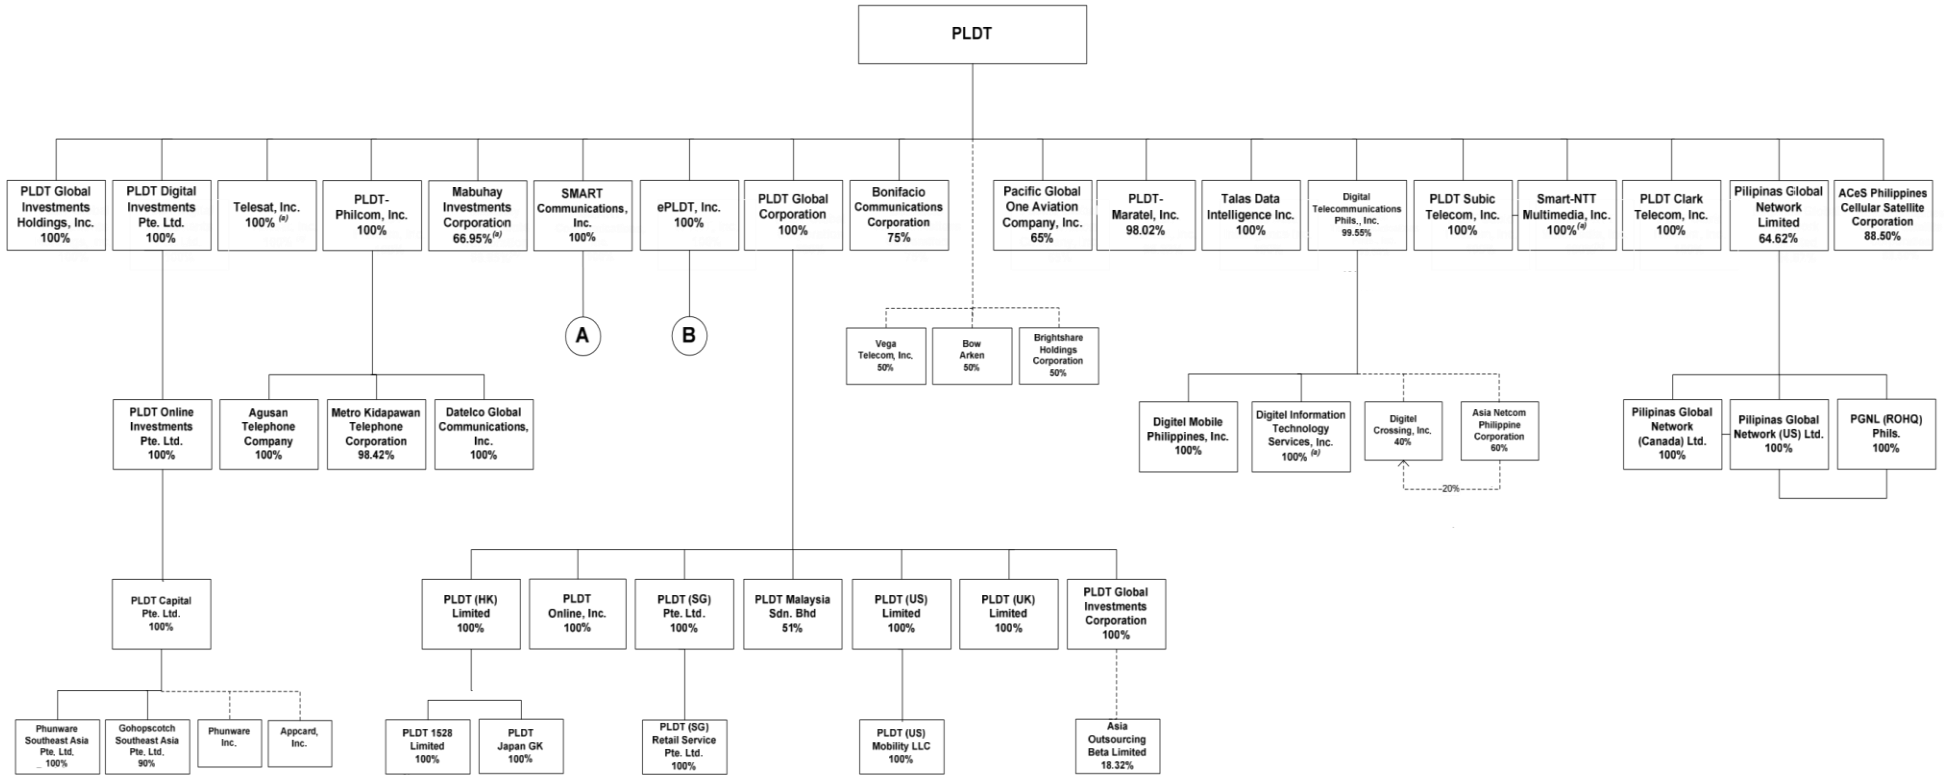 PLDT
PLDT Global
Investments
Holdings, Inc.
100%
PLDT Digital
Investments
Pte. Ltd.
100%
Telesat, Inc.
100% (a)
PLDT-
Philcom, Inc.
100%
Mabuhay
Investments
Corporation
66.95%(a)
SMART
Communications,
Inc.
100%
ePLDT, Inc.
100%
PLDT Global
Corporation
100%
Bonifacio
Communications
Corporation
75%
Pacific Global
One Aviation
Company, Inc.
65%
PLDT-
Maratel, Inc.
98.02%
Talas Data
Intelligence Inc.
100%
Digital
Telecommunications
Phils., Inc.
99.55%
PLDT Subic
Telecom, Inc.
100%
Smart-NTT
Multimedia, Inc.
100%(a)
PLDT Clark
Telecom, Inc.
100%
Pilipinas Global
Network
Limited
64.62%
ACeS Philippines
Cellular Satellite
Corporation
88.50%
A
B
Vega
Telecom, Inc.
50%
Bow
Arken
50%
Brightshare
Holdings
Corporation
50%
PLDT Online
Investments
Pte. Ltd.
100%
Agusan
Telephone
Company
100%
Metro Kidapawan
Telephone
Corporation
98.42%
Datelco Global
Communications,
Inc.
100%
Digitel Mobile
Philippines, Inc.
100%
Digitel Information
Technology
Services, Inc.
100% (a)
Digitel
Crossing, Inc.
40%
Asia Netcom
Philippine
Corporation
60%
20%
Pilipinas Global
Network
(Canada) Ltd.
100%
Pilipinas Global
Network (US) Ltd.
100%
PGNL (ROHQ)
Phils.
100%
PLDT Capital
Pte. Ltd.
100%
PLDT (HK)
Limited
100%
PLDT
Online, Inc.
100%
PLDT (SG)
Pte. Ltd.
100%
PLDT Malaysia
Sdn. Bhd
51%
PLDT (US)
Limited
100%
PLDT (UK)
Limited
100%
PLDT Global
Investments
Corporation
100%
Phunware
Southeast Asia
Pte. Ltd.
100%
Gohopscotch
Southeast Asia
Pte. Ltd.
90%
Phunware
Inc.
Appcard,
Inc.
PLDT 1528
Limited
100%
PLDT
Japan GK
100%
PLDT (SG)
Retail Service
Pte. Ltd.
100%
PLDT (US)
Mobility LLC
100%
Asia
Outsourcing
Beta Limited
18.32%